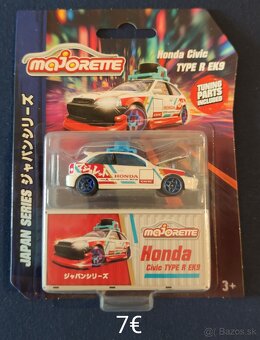 majorette
Honda Civic
TYPE R EK9
TUNING
PARTS
INCLUDED
JAPAN SERIES ジャパンシリーズ
HONDA
majorette
Honda
Civic TYPE R EK9
ジャパンシリーズ
3+
7€
bazar.sk